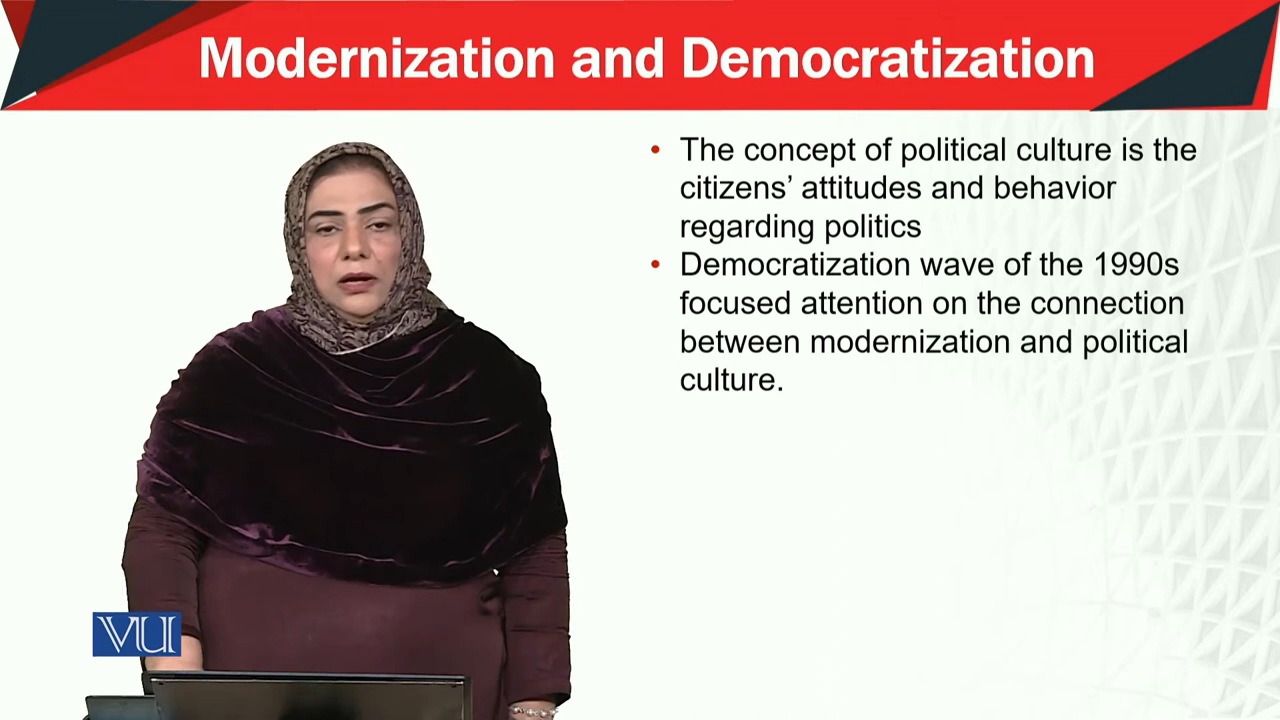 Modernization and Democratization
• The concept of political culture is the
citizens’ attitudes and behavior
regarding politics
• Democratization wave of the 1990s
focused attention on the connection
between modernization and political
culture.
VU